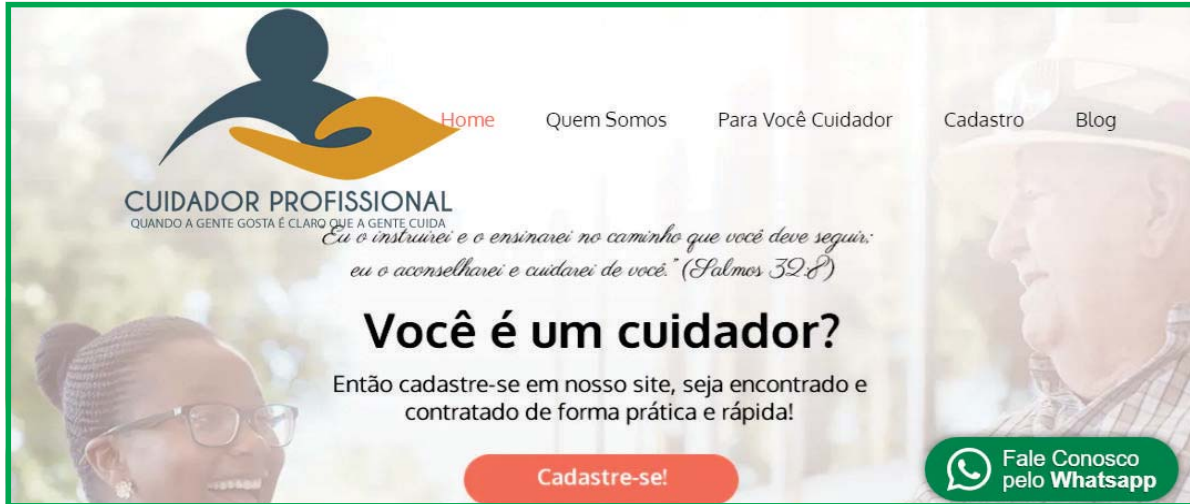 Home Quem Somos Para Você Cuidador Cadastro Blog
CUIDADOR PROFISSIONAL
QUANDO A GENTE GOSTA É CLARO QUE A GENTE CUIDA
Eu o instruirei e o ensinarei no caminho que você deve seguir;
eu o aconselharei e cuidarei de você.” (Salmos 32:8)
Você é um cuidador?
Então cadastre-se em nosso site, seja encontrado e
contratado de forma prática e rápida!
Cadastre-se!
Fale Conosco
pelo Whatsapp